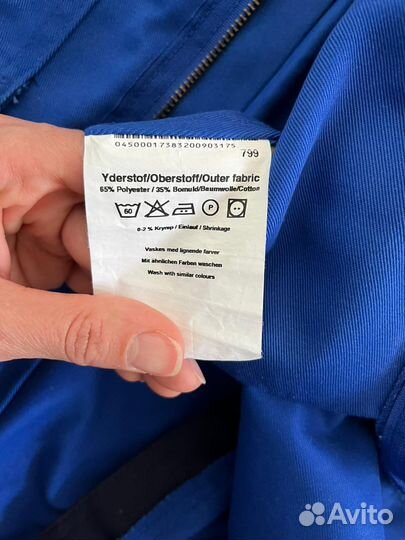 04500017383200903175
799
Yderstof/Oberstoff/Outer fabric
65% Polyester / 35% Bomuld/Baumwolle/Cotton
60 P
0-2 % Krymp / Einlauf / Shrinkage
Vaskes med lignende farver
Mit ähnlichen Farben waschen
Wash with similar colours
Avito